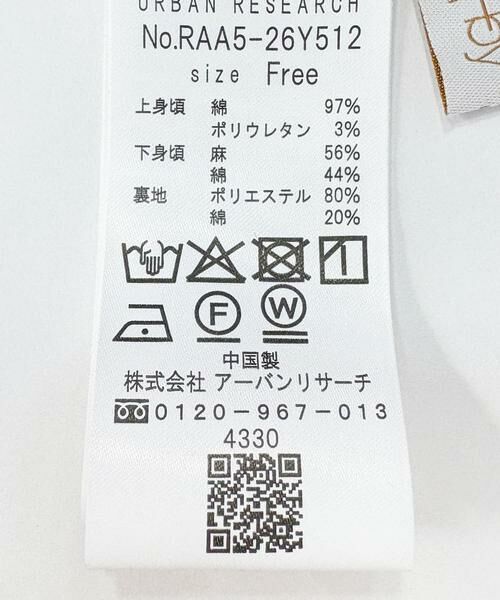 URBAN RESEARCH
No.RAA5-26Y512
size Free
上身頃 綿 97%
ポリウレタン 3%
下身頃 麻 56%
綿 44%
裏地 ポリエステル 80%
綿 20%
F W
中国製
株式会社 アーバンリサーチ
0120-967-013
4330